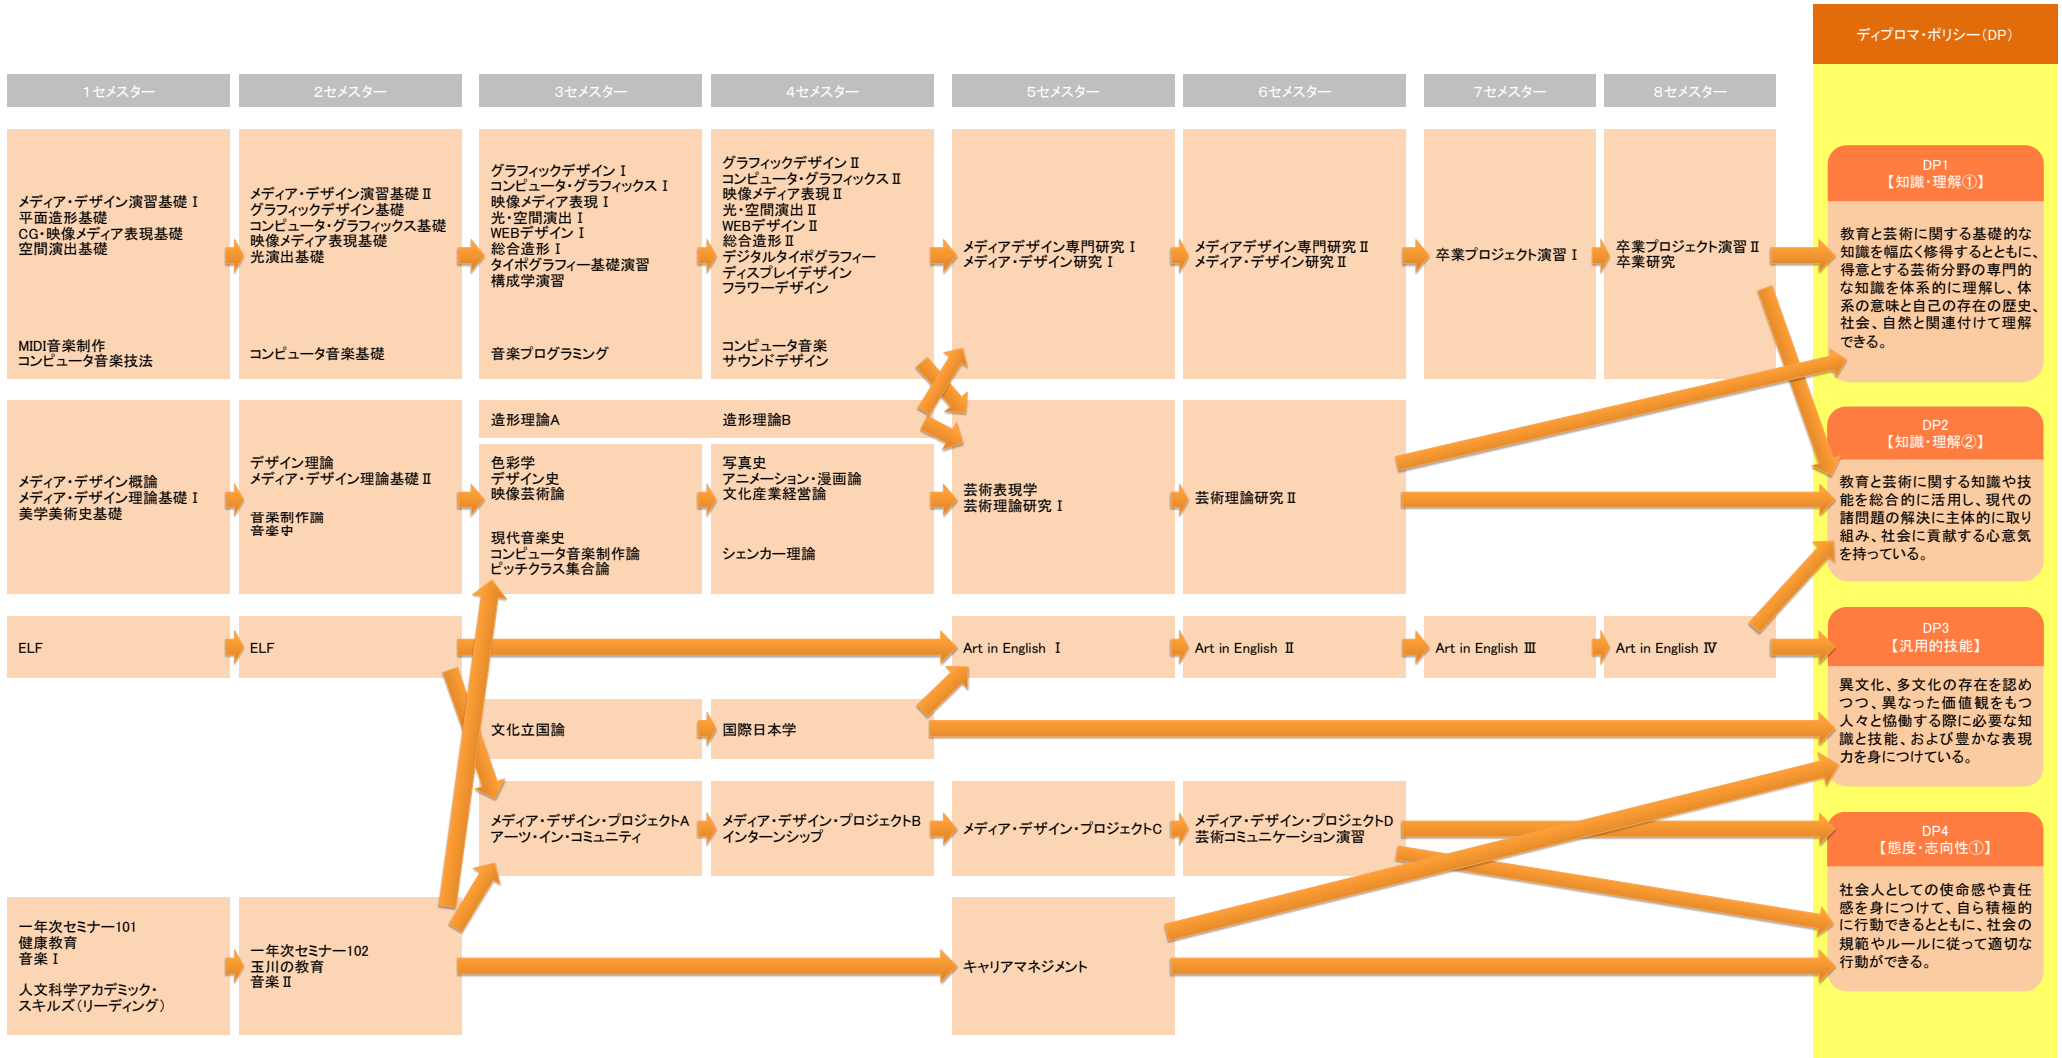 ディプロマ・ポリシー(DP)
1セメスター
2セメスター
3セメスター
4セメスター
5セメスター
6セメスター
7セメスター
8セメスター
メディア・デザイン演習基礎Ⅰ
平面造形基礎
CG・映像メディア表現基礎
空間演出基礎
MIDI音楽制作
コンピュータ音楽技法
メディア・デザイン演習基礎Ⅱ
グラフィックデザイン基礎
コンピュータ・グラフィックス基礎
映像メディア表現基礎
光演出基礎
コンピュータ音楽基礎
グラフィックデザインⅠ
コンピュータ・グラフィックスⅠ
映像メディア表現Ⅰ
光・空間演出Ⅰ
WEBデザインⅠ
総合造形Ⅰ
タイポグラフィー基礎演習
構成学演習
音楽プログラミング
グラフィックデザインⅡ
コンピュータ・グラフィックスⅡ
映像メディア表現Ⅱ
光・空間演出Ⅱ
WEBデザインⅡ
総合造形Ⅱ
デジタルタイポグラフィー
ディスプレイデザイン
フラワーデザイン
コンピュータ音楽
サウンドデザイン
メディアデザイン専門研究Ⅰ
メディア・デザイン研究Ⅰ
メディアデザイン専門研究Ⅱ
メディア・デザイン研究Ⅱ
卒業プロジェクト演習Ⅰ
卒業プロジェクト演習Ⅱ
卒業研究
DP1
【知識・理解①】
教育と芸術に関する基礎的な
知識を幅広く修得するとともに、
得意とする芸術分野の専門的
な知識を体系的に理解し、体
系の意味と自己の存在の歴史、
社会、自然と関連付けて理解
できる。
メディア・デザイン概論
メディア・デザイン理論基礎Ⅰ
美学美術史基礎
デザイン理論
メディア・デザイン理論基礎Ⅱ
音楽制作論
音楽史
造形理論A
造形理論B
色彩学
デザイン史
映像芸術論
現代音楽史
コンピュータ音楽制作論
ピッチクラス集合論
写真史
アニメーション・漫画論
文化産業経営論
シェンカー理論
芸術表現学
芸術理論研究Ⅰ
芸術理論研究Ⅱ
DP2
【知識・理解②】
教育と芸術に関する知識や技
能を総合的に活用し、現代の
諸問題の解決に主体的に取り
組み、社会に貢献する心意気
を持っている。
ELF
ELF
Art in English Ⅰ
Art in English Ⅱ
Art in English Ⅲ
Art in English Ⅳ
DP3
【汎用的技能】
異文化、多文化の存在を認め
つつ、異なった価値観をもつ
人々と協働する際に必要な知
識と技能、および豊かな表現
力を身につけている。
文化立国論
国際日本学
メディア・デザイン・プロジェクトA
アーツ・イン・コミュニティ
メディア・デザイン・プロジェクトB
インターンシップ
メディア・デザイン・プロジェクトC
メディア・デザイン・プロジェクトD
芸術コミュニケーション演習
DP4
【態度・志向性①】
社会人としての使命感や責任
感を身につけて、自ら積極的
に行動できるとともに、社会の
規範やルールに従って適切な
行動ができる。
一年次セミナー101
健康教育
音楽Ⅰ
人文科学アカデミック・
スキルズ(リーディング)
一年次セミナー102
玉川の教育
音楽Ⅱ
キャリアマネジメント